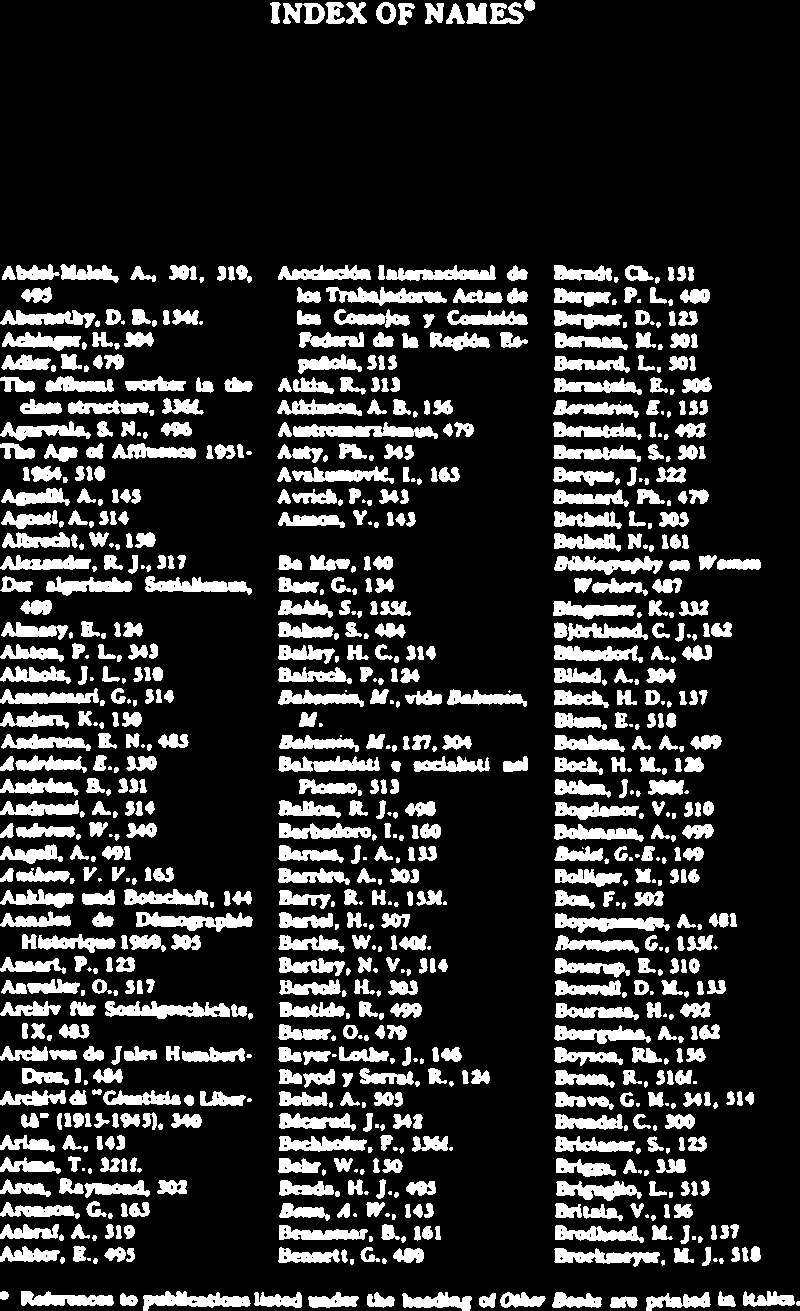 INDEX OF NAMES*
Abdel-Malek, A., 301, 319,
495
Abernethy, D. B., 134f.
Achinger, H., 304
Adler, M., 479
The affluent worker in the
class structure, 336f.
Agarwala, S. N., 496
The Age of Affluence 1951-
1964, 510
Agnelli, A., 145
Agosti, A., 514
Albrecht, W., 150
Alexander, R. J., 317
Der algerische Sozialismus,
489
Almasy, E., 124
Alston, P. L., 343
Altholz, J. L., 510
Ammannati, G., 514
Anders, K., 150
Anderson, E. N., 485
Andréani, E., 330
Andréas, B., 331
Andreasi, A., 514
Andrews, W., 340
Angell, A., 491
Anikeev, V. V., 165
Anklage und Botschaft, 144
Annales de Démographie
Historique 1969, 305
Ansart, P., 123
Anweiler, O., 517
Archiv für Sozialgeschichte,
IX, 483
Archives de Jules Humbert-
Droz, I, 484
Archivi di "Giustizia e Liber-
tà" (1915-1945), 340
Arian, A., 143
Arima, T., 321f.
Aron, Raymond, 302
Aronson, G., 163
Ashraf, A., 319
Ashtor, E., 495
Asociación Internacional de
los Trabajadores. Actas de
los Consejos y Comisión
Federal de la Región Es-
pañola, 515
Atkin, R., 313
Atkinson, A. B., 156
Austromarxismus, 479
Auty, Ph., 345
Avakumović, I., 165
Avrich, P., 343
Azmon, Y., 143
Ba Maw, 140
Baer, G., 134
Bahle, S., 155f.
Bahne, S., 484
Bailey, H. C., 314
Bairoch, P., 124
Bakounin, M., vide Bakunin,
M.
Bakunin, M., 127, 304
Bakuninisti e socialisti nel
Piceno, 513
Ballon, R. J., 498
Barbadoro, I., 160
Barnes, J. A., 133
Barrère, A., 303
Barry, R. H., 153f.
Bartel, H., 507
Barthe, W., 140f.
Bartley, N. V., 314
Bartoli, H., 303
Bastide, R., 499
Bauer, O., 479
Bayer-Lothe, J., 146
Bayod y Serrat, R., 124
Bebel, A., 505
Bécarud, J., 342
Bechhofer, F., 336f.
Behr, W., 150
Benda, H. J., 495
Benn, A. W., 143
Bennassar, B., 161
Bennett, G., 489
Berndt, Ch., 151
Berger, P. L., 480
Bergner, D., 123
Berman, M., 501
Bernard, L., 501
Bernstein, E., 506
Bernstein, E., 155
Bernstein, I., 492
Bernstein, S., 501
Berque, J., 322
Besnard, Ph., 479
Bethell, L., 305
Bethell, N., 161
Bibliography on Women
Workers, 487
Bingemer, K., 332
Björklund, C. J., 162
A., 483
Blind, A., 304
Bloch, H. D., 137
Blum, E., 518
Boahen, A. A., 489
Bock, H. M., 126
Böhm, J., 308f.
Bogdanor, V., 510
Bohmann, A., 499
G.-E., 149
Bolliger, M., 516
Bon, F., 502
Bopegamage, A., 481
Bormann, G., 155f.
Boserup, E., 310
Boswell, D. M., 133
Bourassa, H., 492
Bourguina, A., 162
Boyson, Rh., 156
Braun, R., 516f.
Bravo, G. M., 341, 514
Brendel, C., 300
Bricianer, S., 125
Briggs, A., 338
Briguglio, L., 513
Britain, V., 156
Brodhead, M. J., 137
Broekmeyer, M. J., 518
* References to publications listed under the heading of Other Books are printed in italics.